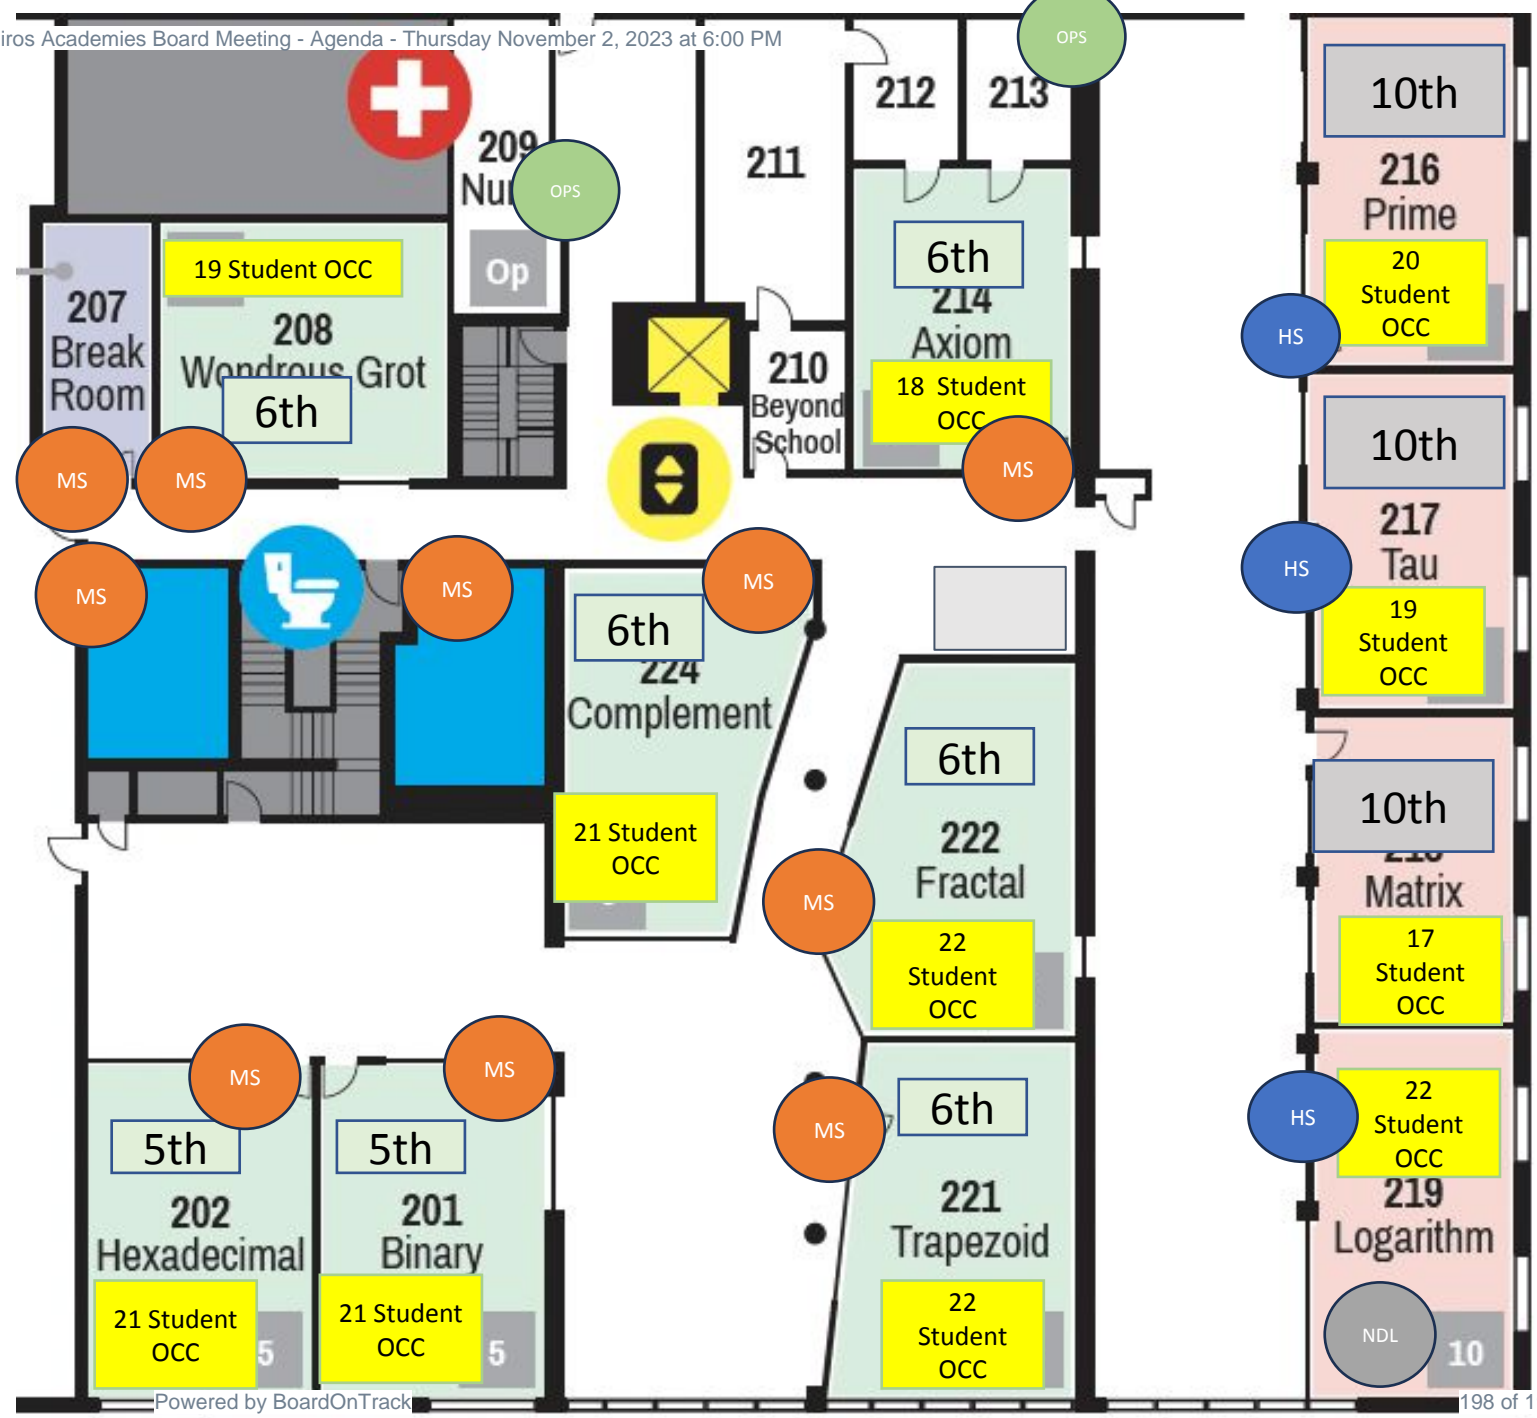 iros Academies Board Meeting - Agenda - Thursday November 2, 2023 at 6:00 PM
OPS
212
213
10th
209
OPS
211
216
Prime
19 Student OCC
Op
6th
214
Axiom
20
Student
OCC
HS
207
Break
Room
208
Wondrous Grot
6th
210
Beyond
School
18 Student
OCC
MS
MS
MS
10th
217
Tau
HS
19
Student
OCC
MS
MS
MS
6th
224
Complement
21 Student
OCC
6th
222
Fractal
MS
22
Student
OCC
10th
Matrix
17
Student
OCC
MS
MS
5th
202
Hexadecimal
21 Student
OCC
5
5th
201
Binary
21 Student
OCC
5
MS
6th
221
Trapezoid
22
Student
OCC
HS
22
Student
OCC
219
Logarithm
NDL
10
Powered by BoardOnTrack
198 of 1